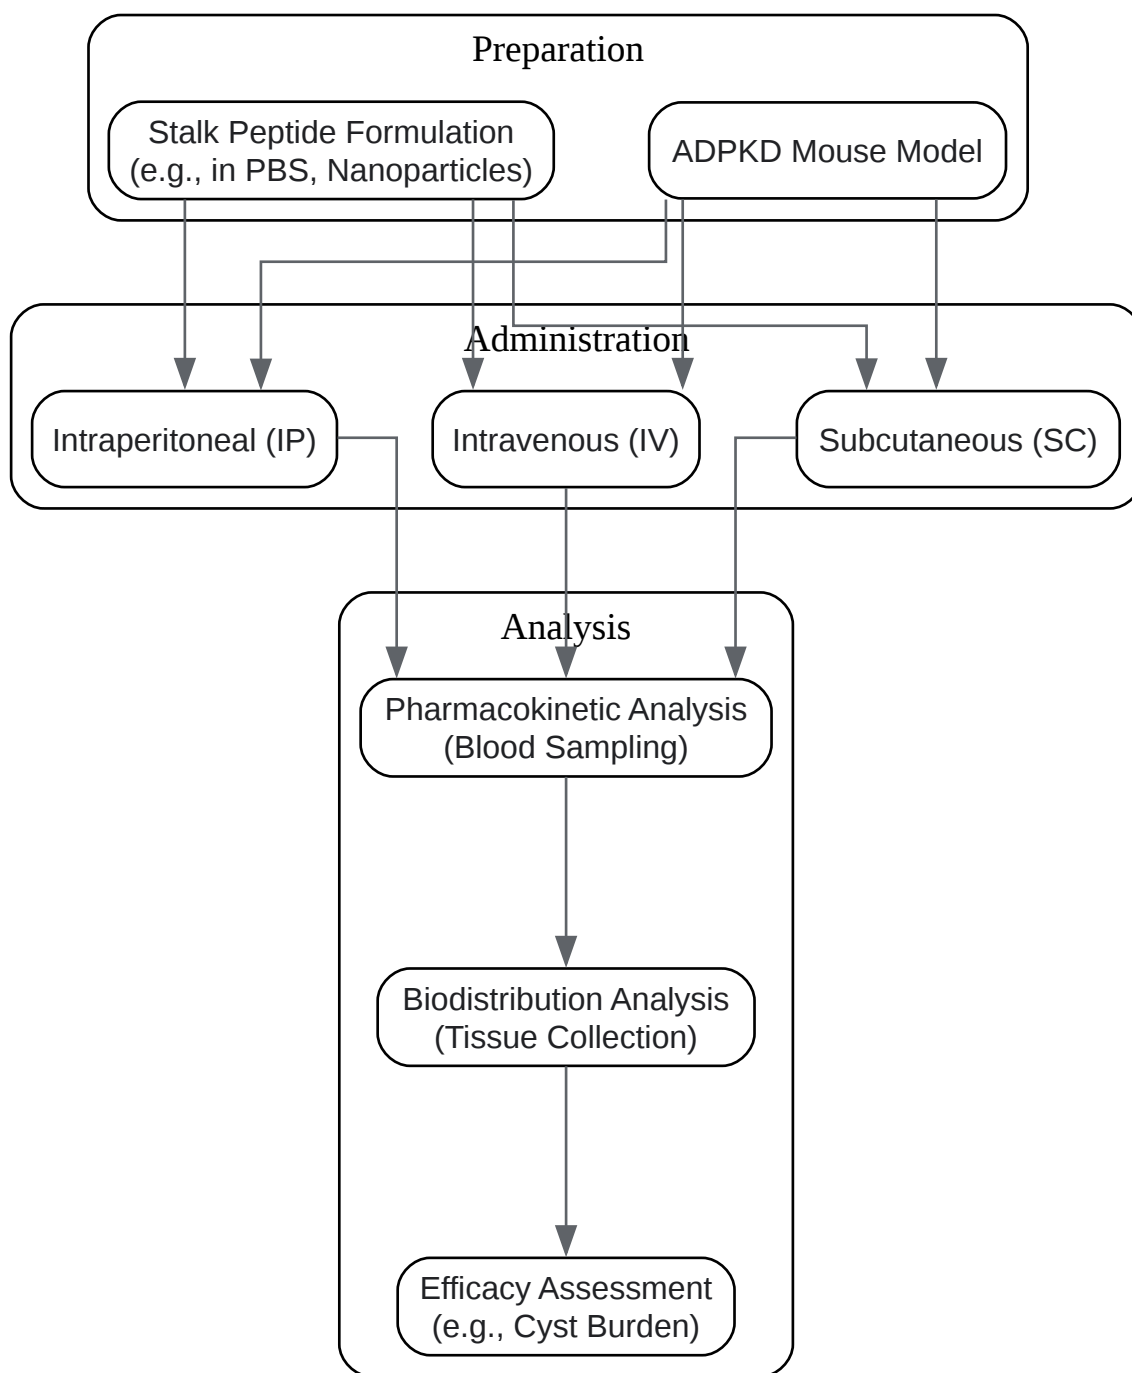 Preparation
Stalk Peptide Formulation
(e.g., in PBS, Nanoparticles)
ADPKD Mouse Model
Administration
Intraperitoneal (IP)
Intravenous (IV)
Subcutaneous (SC)
Analysis
Pharmacokinetic Analysis
(Blood Sampling)
Biodistribution Analysis
(Tissue Collection)
Efficacy Assessment
(e.g., Cyst Burden)